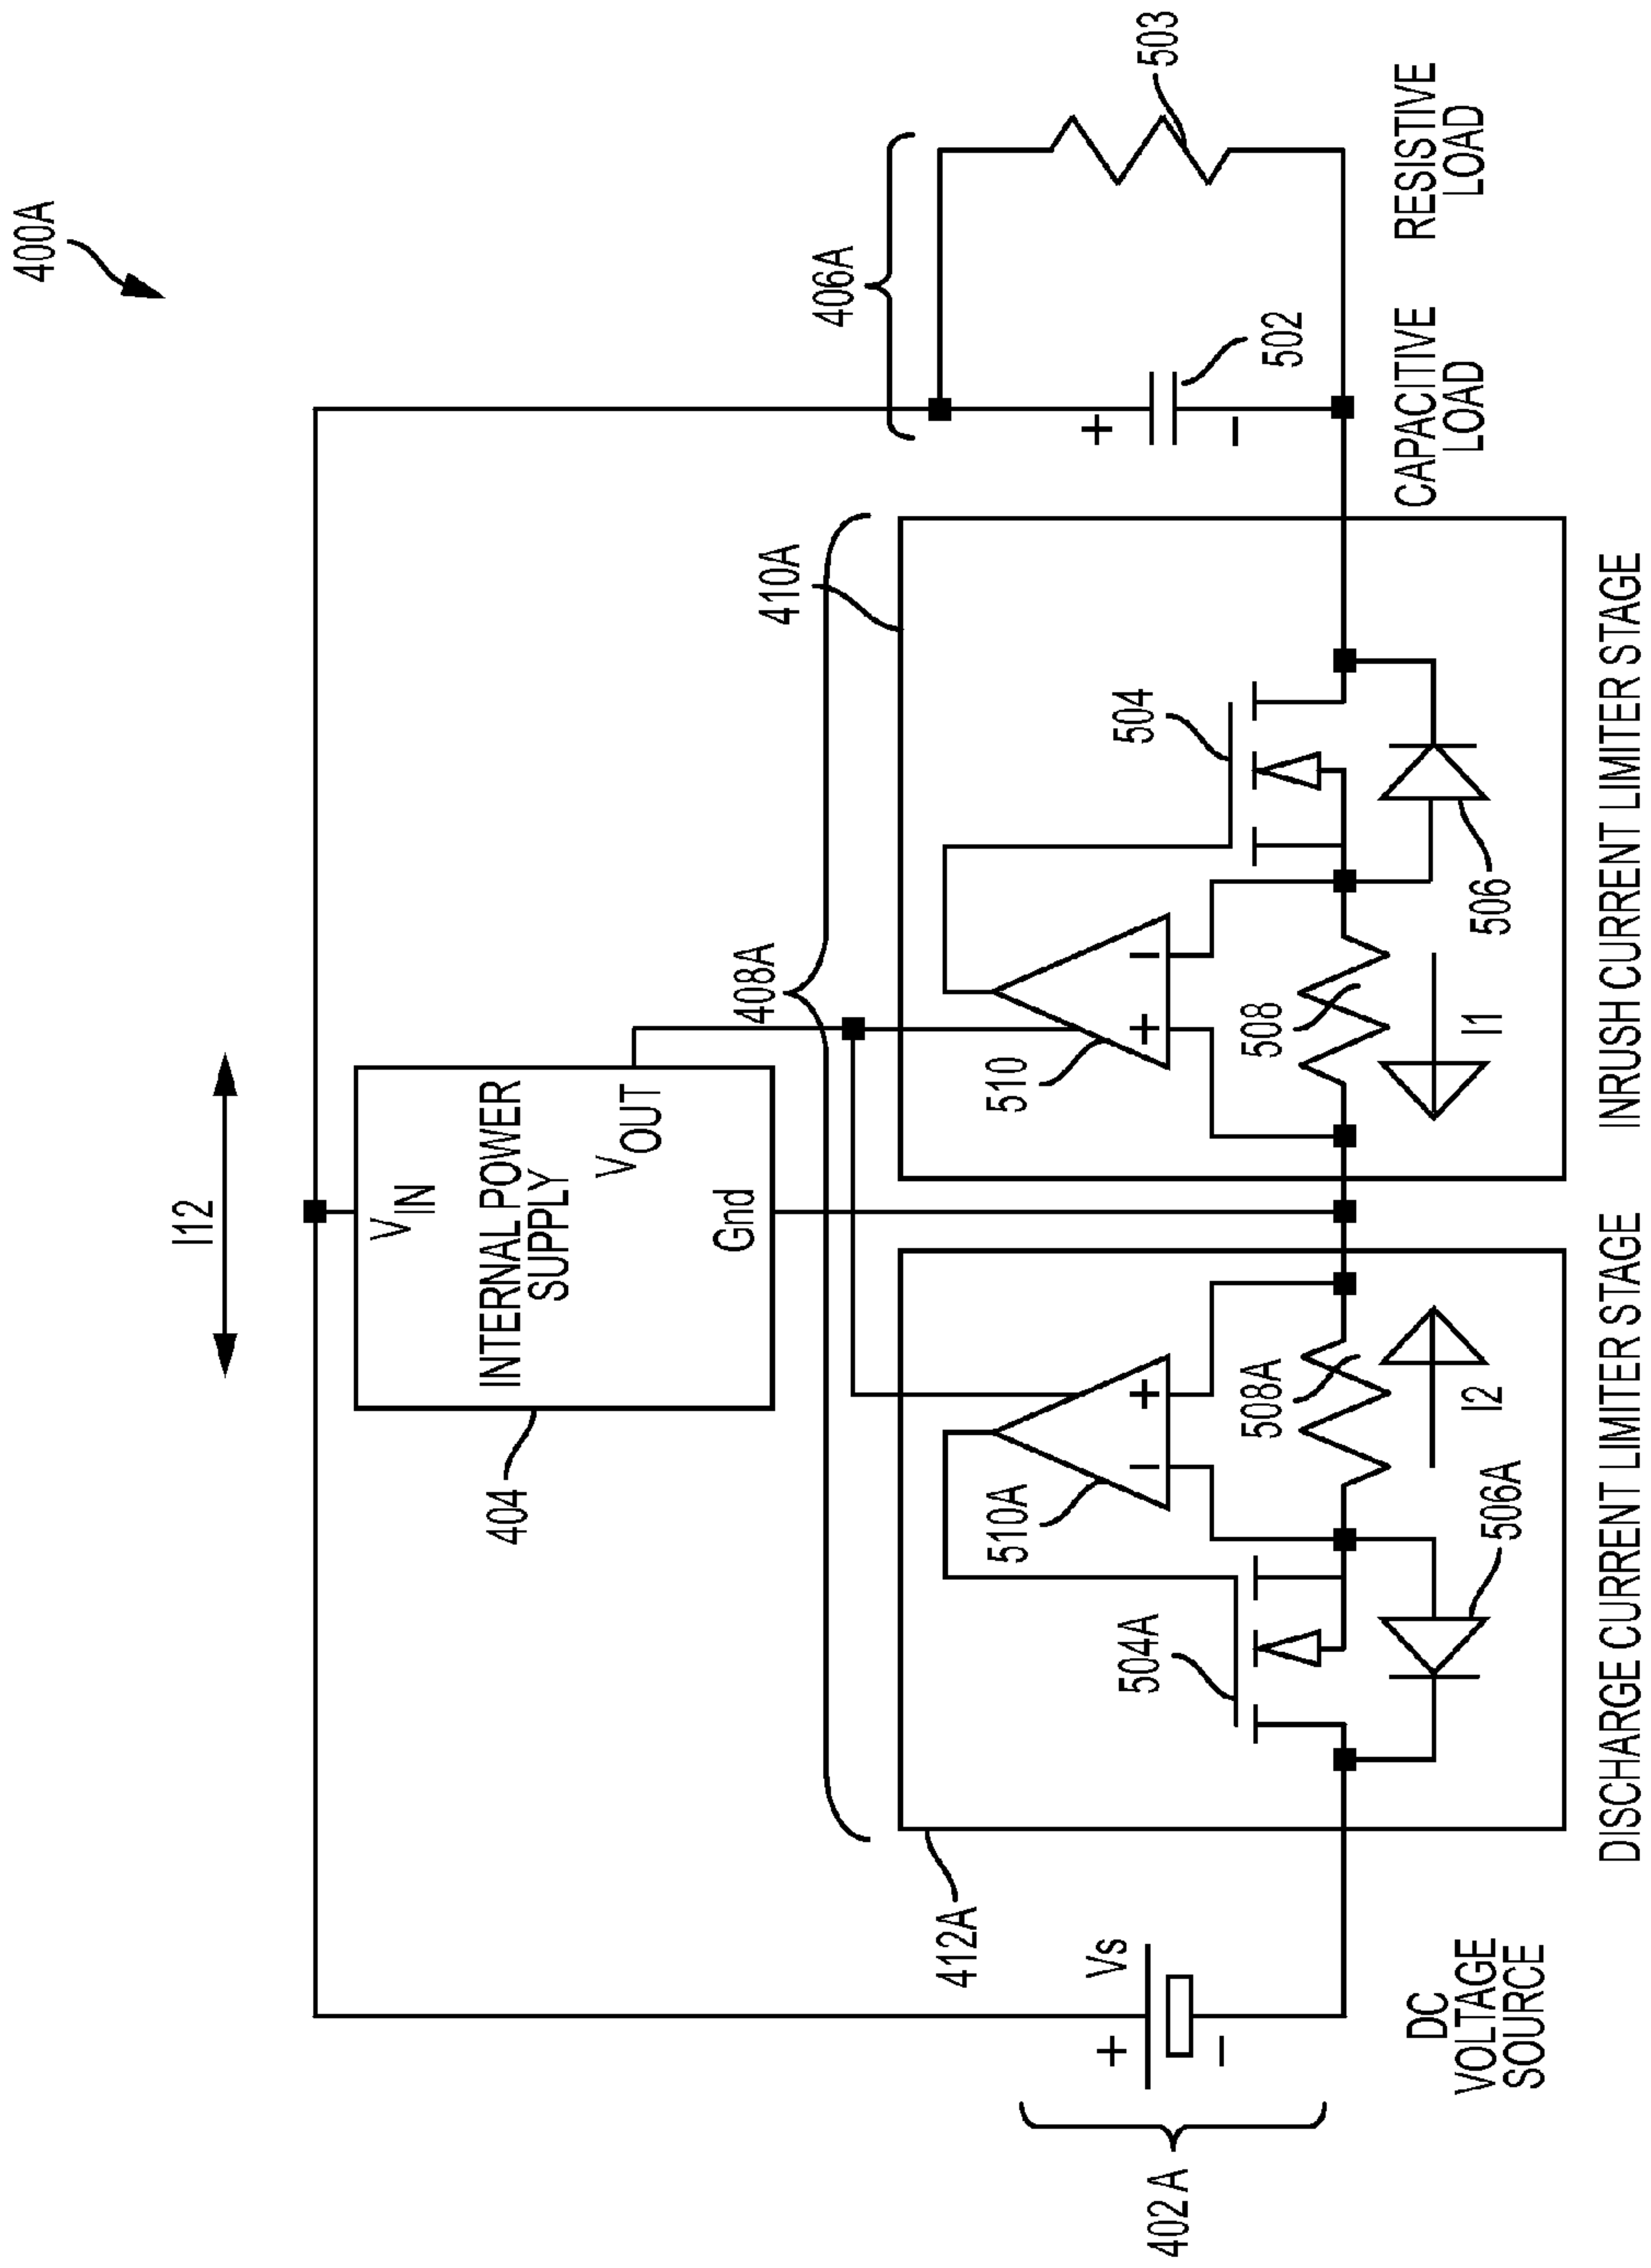 400A
I12
V IN
INTERNAL POWER
SUPPLY
V OUT
Gnd
404
408A
406A
410A
412A
402 A
+
Vs
−
DC
VOLTAGE
SOURCE
504A
510A
−
+
508A
506A
I2
DISCHARGE CURRENT LIMITER STAGE
510
+
−
508
504
506
I1
INRUSH CURRENT LIMITER STAGE
+
−
502
503
CAPACITIVE
LOAD
RESISTIVE
LOAD